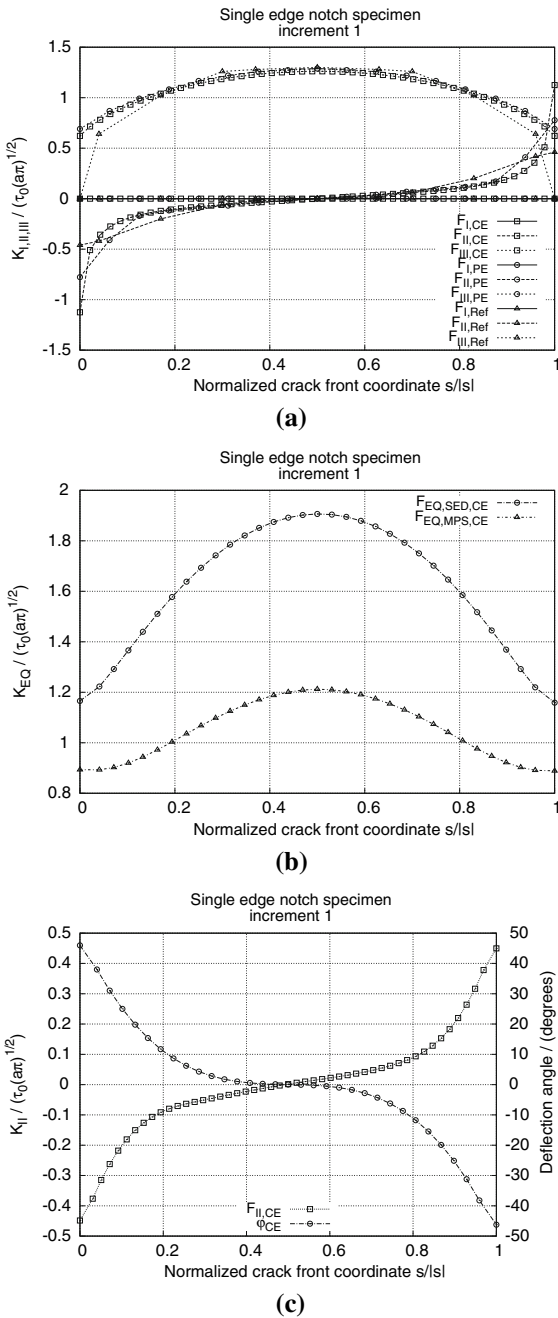 Single edge notch specimen
increment 1
K_{I,II,III} / (τ_0(aπ)^{1/2})
1.5
1
0.5
0
-0.5
-1
-1.5
F_{I,CE}
F_{II,CE}
F_{III,CE}
F_{I,PE}
F_{II,PE}
F_{III,PE}
F_{I,Ref}
F_{II,Ref}
F_{III,Ref}
0 0.2 0.4 0.6 0.8 1
Normalized crack front coordinate s/|s|
(a)
Single edge notch specimen
increment 1
K_{EQ} / (τ_0(aπ)^{1/2})
2
1.8
1.6
1.4
1.2
1
0.8
F_{EQ,SED,CE}
F_{EQ,MPS,CE}
0 0.2 0.4 0.6 0.8 1
Normalized crack front coordinate s/|s|
(b)
Single edge notch specimen
increment 1
K_{II} / (τ_0(aπ)^{1/2})
0.5
0.4
0.3
0.2
0.1
0
-0.1
-0.2
-0.3
-0.4
-0.5
F_{II,CE}
φ_{CE}
50
40
30
20
10
0
-10
-20
-30
-40
-50
Deflection angle / (degrees)
0 0.2 0.4 0.6 0.8 1
Normalized crack front coordinate s/|s|
(c)